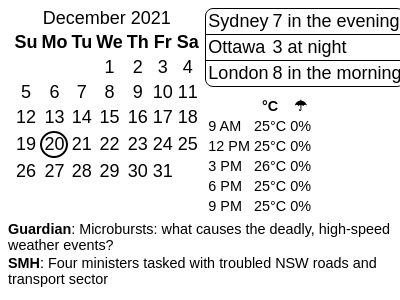 December 2021
Su Mo Tu We Th Fr Sa
1 2 3 4
5 6 7 8 9 10 11
12 13 14 15 16 17 18
19 20 21 22 23 24 25
26 27 28 29 30 31
Sydney 7 in the evening
Ottawa 3 at night
London 8 in the morning
°C ☂
9 AM 25°C 0%
12 PM 25°C 0%
3 PM 26°C 0%
6 PM 25°C 0%
9 PM 25°C 0%
Guardian: Microbursts: what causes the deadly, high-speed
weather events?
SMH: Four ministers tasked with troubled NSW roads and
transport sector